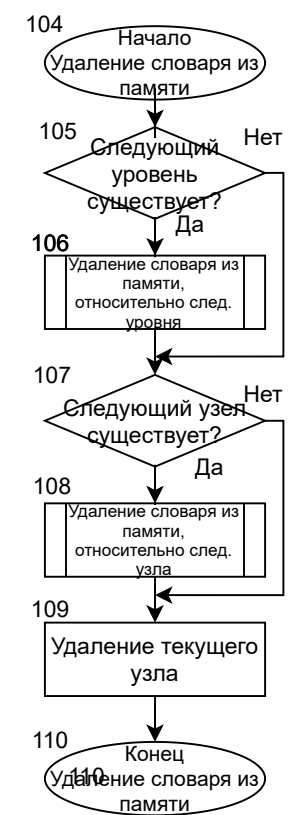 104
Начало
Удаление словаря из
памяти
105
Следующий
уровень
существует?
Нет
Да
106
Удаление словаря из
памяти,
относительно след.
уровня
107
Следующий узел
существует?
Нет
Да
108
Удаление словаря из
памяти,
относительно след.
узла
109
Удаление текущего
узла
110
Конец
Удаление словаря из
памяти
110